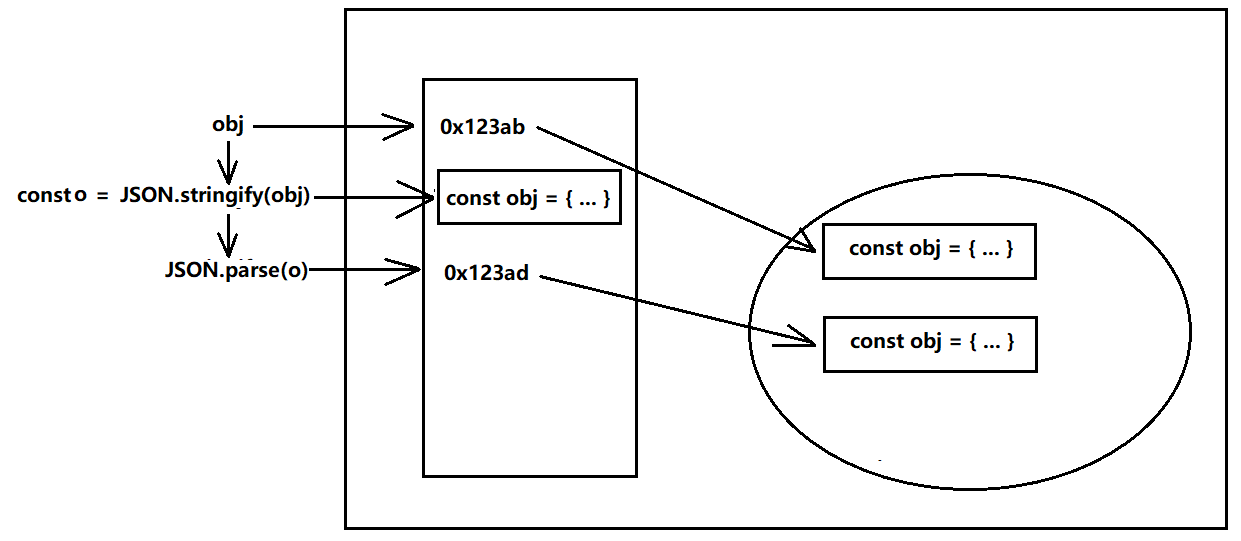 obj
0x123ab
const o = JSON.stringify(obj)
const obj = { ... }
JSON.parse(o)
0x123ad
const obj = { ... }
const obj = { ... }